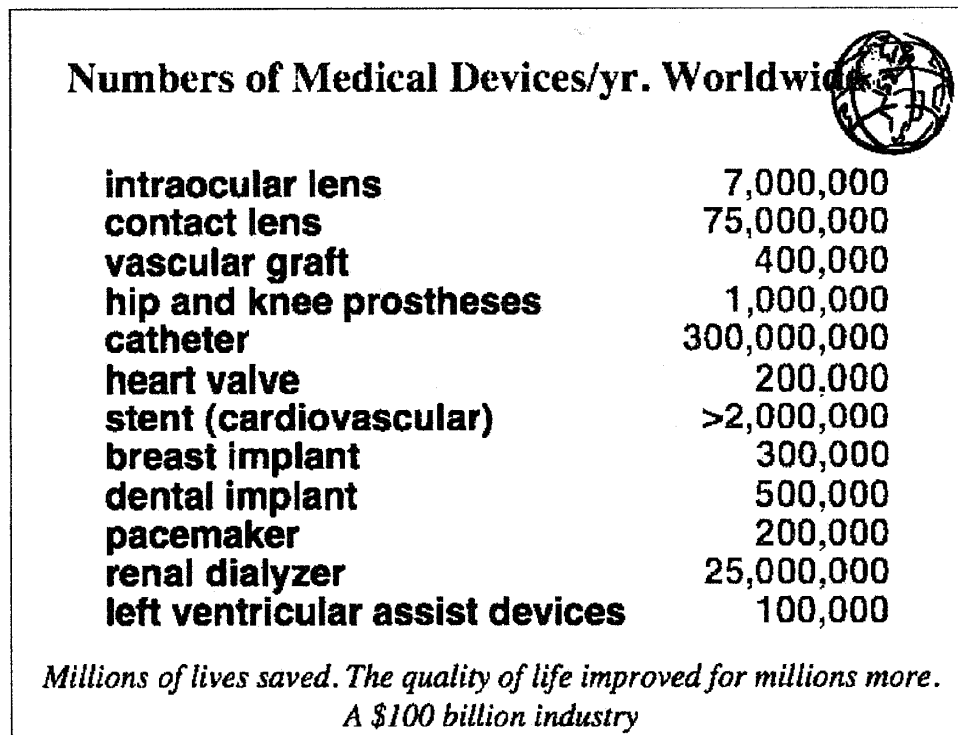 Numbers of Medical Devices/yr. Worldwide
intraocular lens 7,000,000
contact lens 75,000,000
vascular graft 400,000
hip and knee prostheses 1,000,000
catheter 300,000,000
heart valve 200.000
stent (cardiovascular) >2,000,000
breast implant 300,000
dental implant 500,000
pacemaker 200,000
renal dialyzer 25,000,000
left ventricular assist devices 100,000
Millions of lives saved. The quality of life improved for millions more.
A $100 billion industry